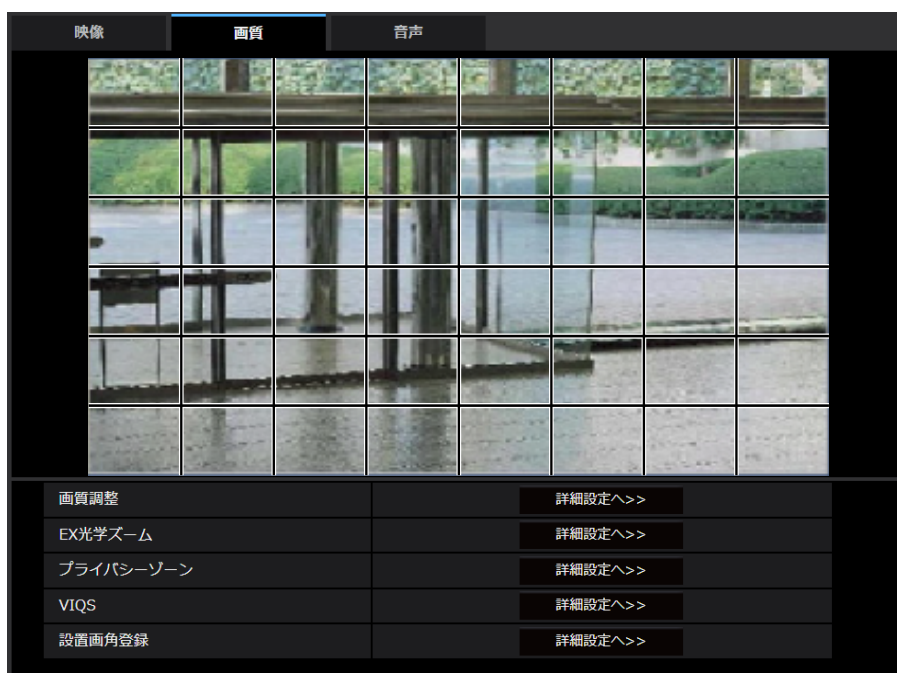 映像 画質 音声
画質調整 詳細設定へ>>
EX光学ズーム 詳細設定へ>>
プライバシーゾーン 詳細設定へ>>
VIQS 詳細設定へ>>
設置画角登録 詳細設定へ>>